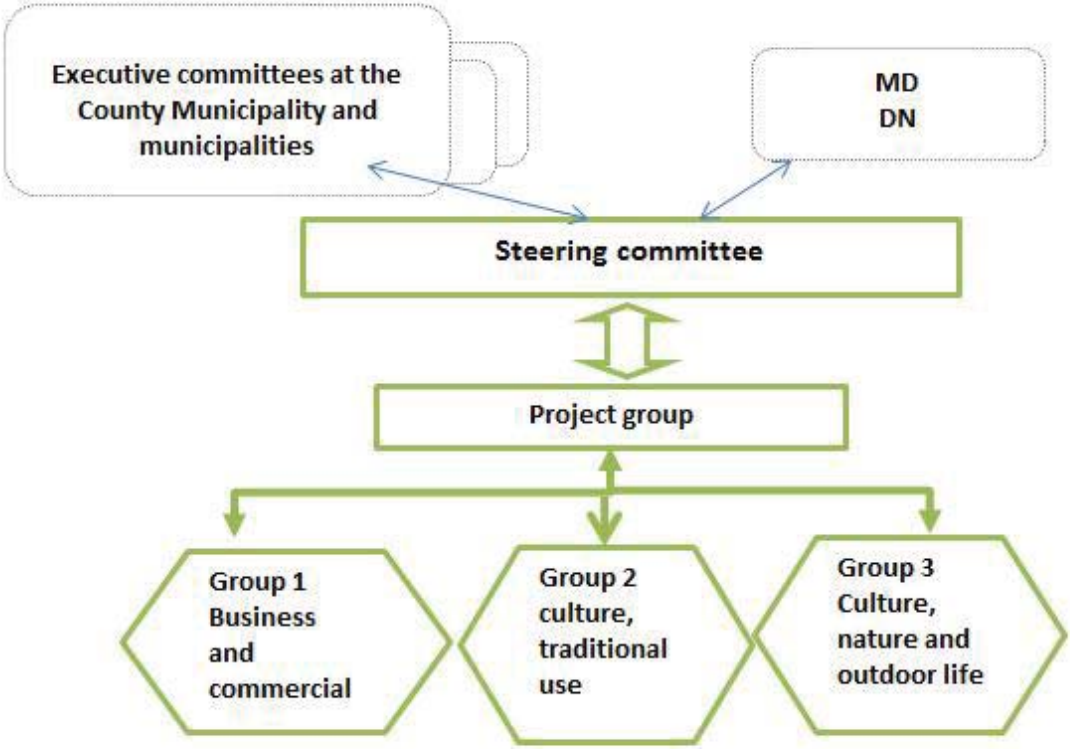 Executive committees at the
County Municipality and
municipalities
MD
DN
Steering committee
Project group
Group 1
Business
and
commercial
Group 2
culture,
traditional
use
Group 3
Culture,
nature and
outdoor life